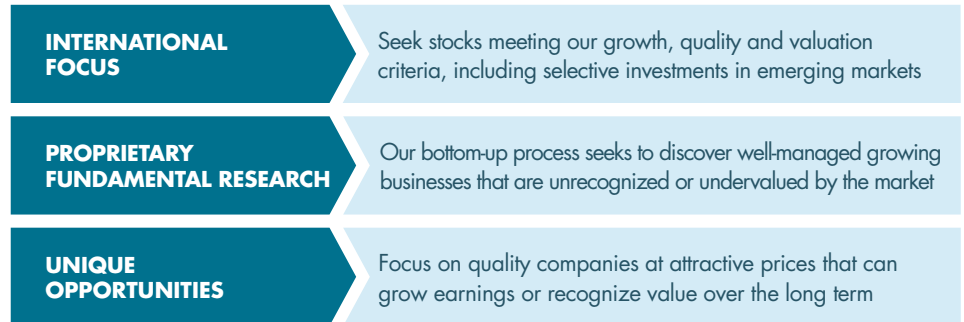 INTERNATIONAL
FOCUS
Seek stocks meeting our growth, quality and valuation
criteria, including selective investments in emerging markets
PROPRIETARY
FUNDAMENTAL RESEARCH
Our bottom-up process seeks to discover well-managed growing
businesses that are unrecognized or undervalued by the market
UNIQUE
OPPORTUNITIES
Focus on quality companies at attractive prices that can
grow earnings or recognize value over the long term